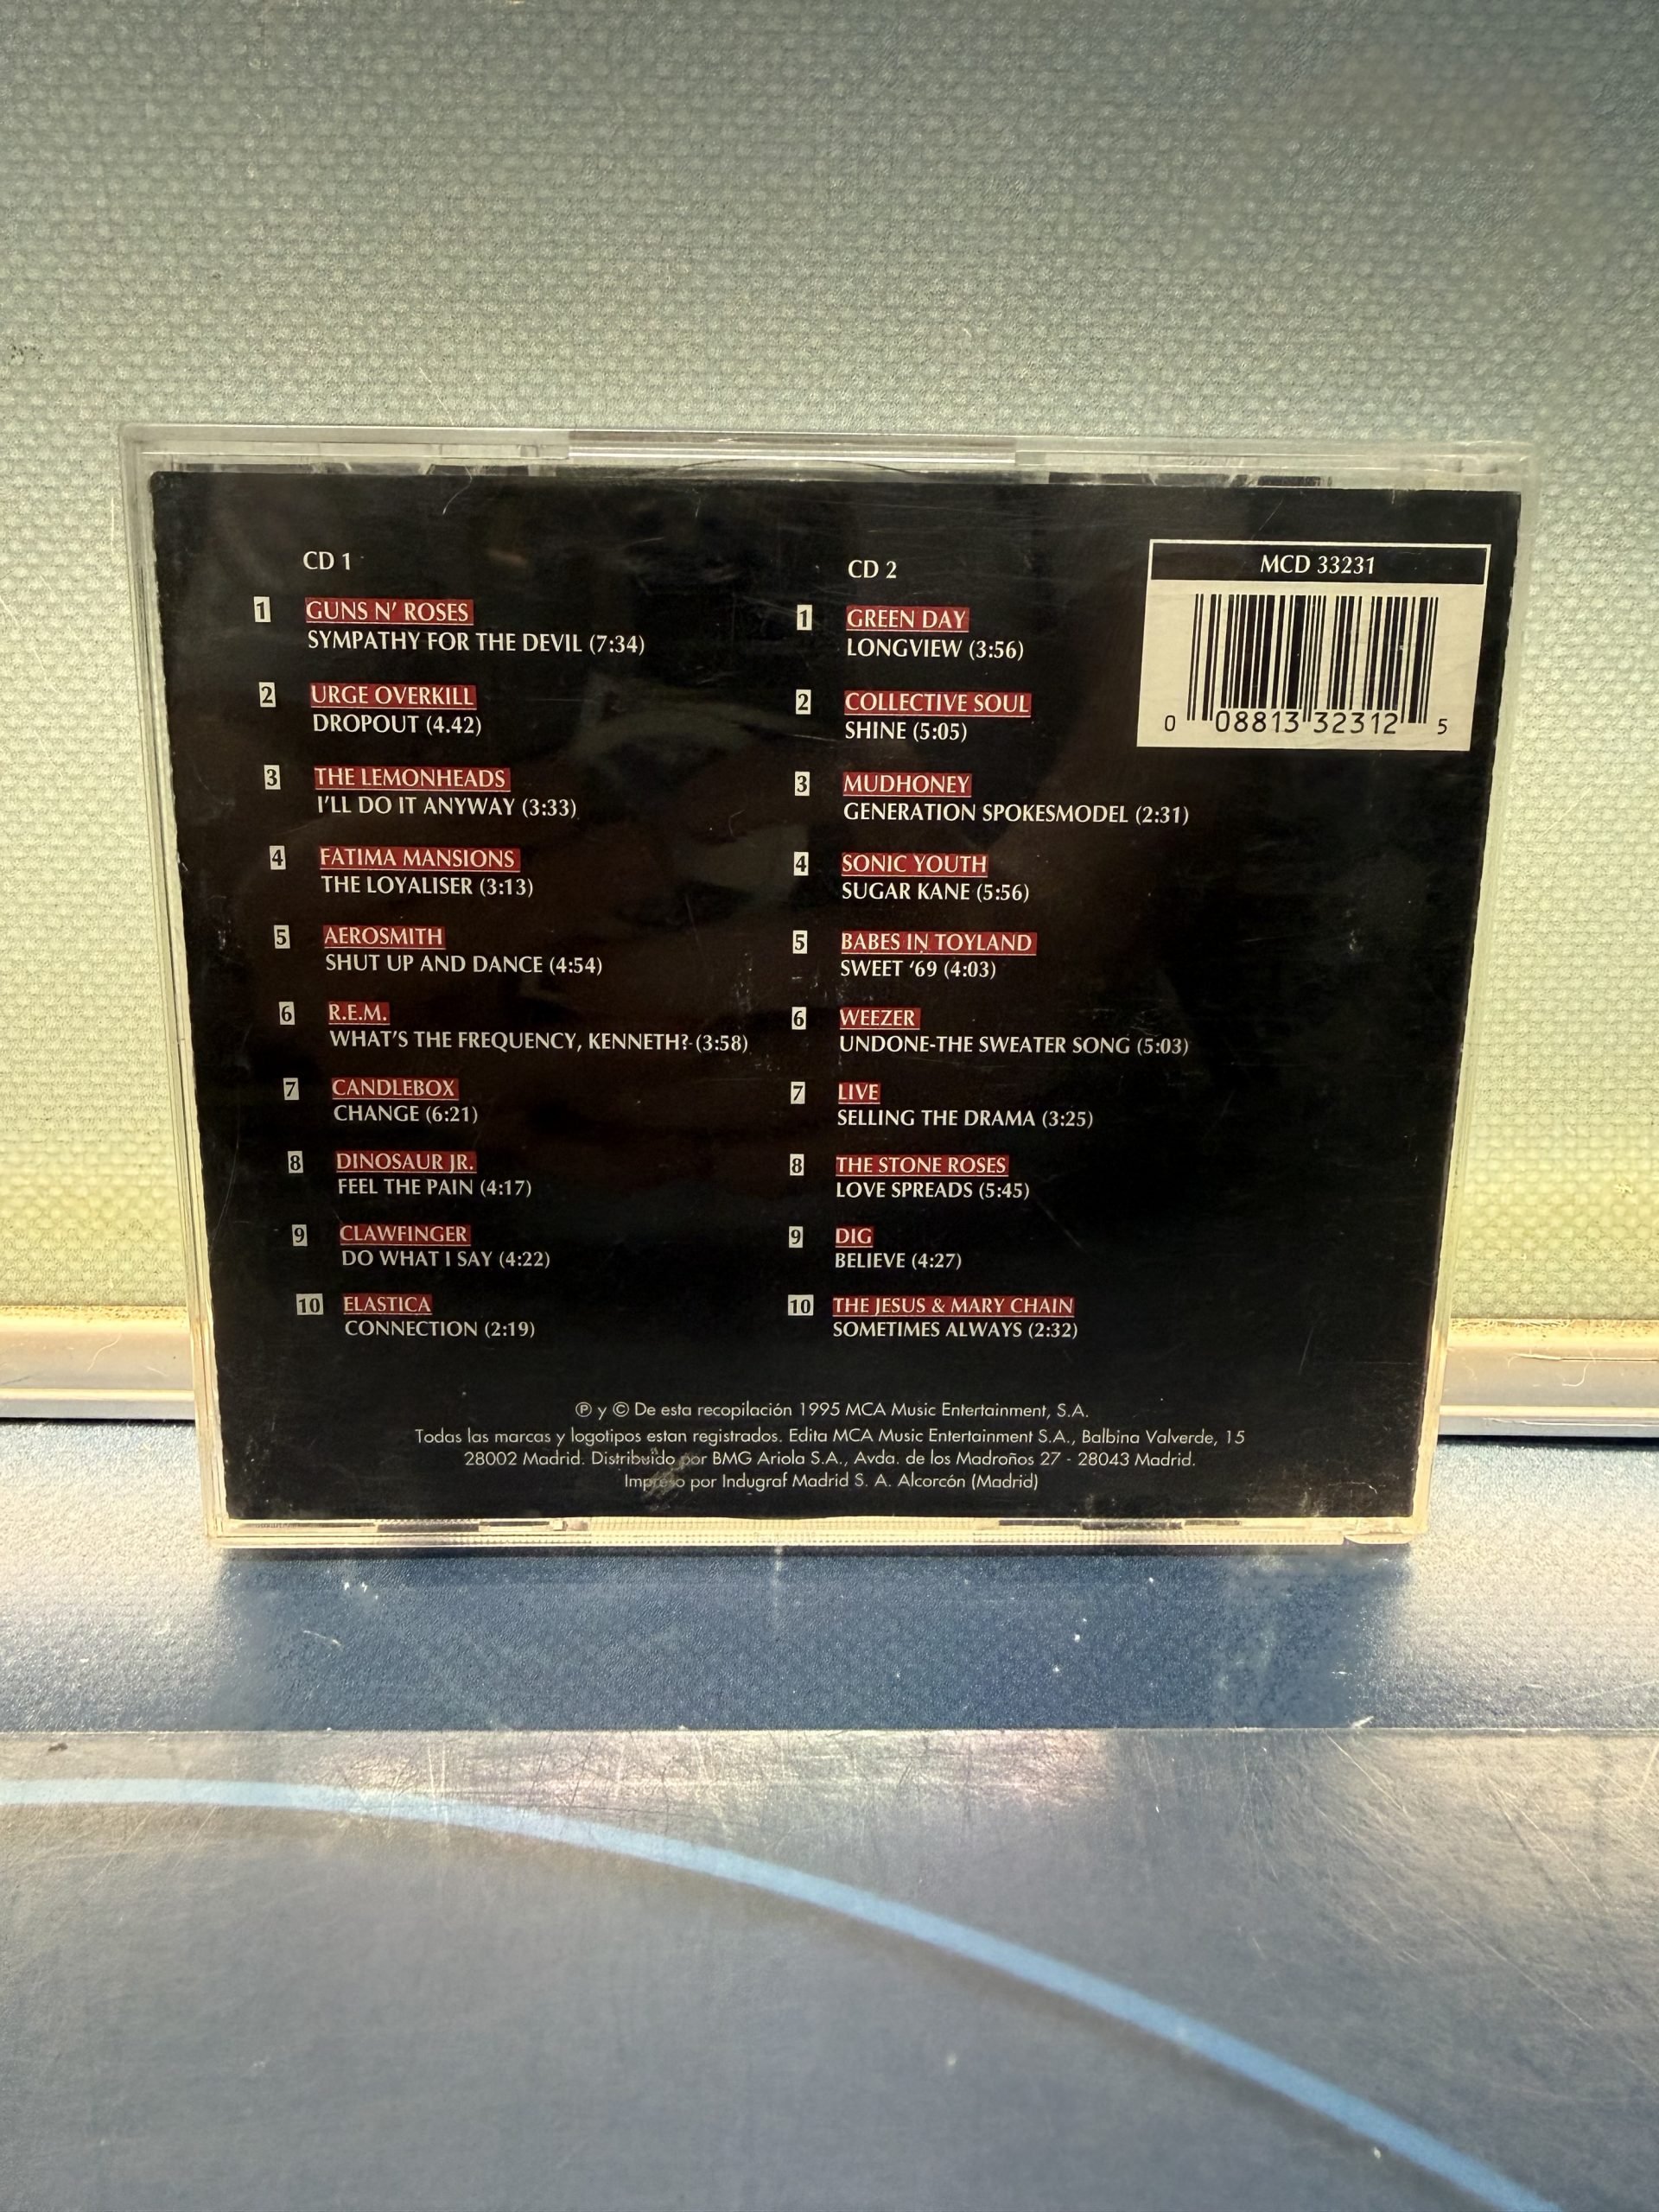 CD 1
1 GUNS N' ROSES
SYMPATHY FOR THE DEVIL (7:34)
2 URGE OVERKILL
DROPOUT (4.42)
3 THE LEMONHEADS
I'LL DO IT ANYWAY (3:33)
4 FATIMA MANSIONS
THE LOYALISER (3:13)
5 AEROSMITH
SHUT UP AND DANCE (4:54)
6 R.E.M.
WHAT'S THE FREQUENCY, KENNETH? (3:58)
7 CANDLEBOX
CHANGE (6:21)
8 DINOSAUR JR.
FEEL THE PAIN (4:17)
9 CLAWFINGER
DO WHAT I SAY (4:22)
10 ELASTICA
CONNECTION (2:19)
CD 2
1 GREEN DAY
LONGVIEW (3:56)
2 COLLECTIVE SOUL
SHINE (5:05)
3 MUDHONEY
GENERATION SPOKESMODEL (2:31)
4 SONIC YOUTH
SUGAR KANE (5:56)
5 BABES IN TOYLAND
SWEET '69 (4:03)
6 WEEZER
UNDONE-THE SWEATER SONG (5:03)
7 LIVE
SELLING THE DRAMA (3:25)
8 THE STONE ROSES
LOVE SPREADS (5:45)
9 DIG
BELIEVE (4:27)
10 THE JESUS & MARY CHAIN
SOMETIMES ALWAYS (2:32)
MCD 33231
0 08813 32312 5
℗ y © De esta recopilación 1995 MCA Music Entertainment, S.A.
Todas las marcas y logotipos estan registrados. Edita MCA Music Entertainment S.A., Balbina Valverde, 15
28002 Madrid. Distribuido por BMG Ariola S.A., Avda. de los Madroños 27 - 28043 Madrid.
Impreso por Indugraf Madrid S. A. Alcorcón (Madrid)